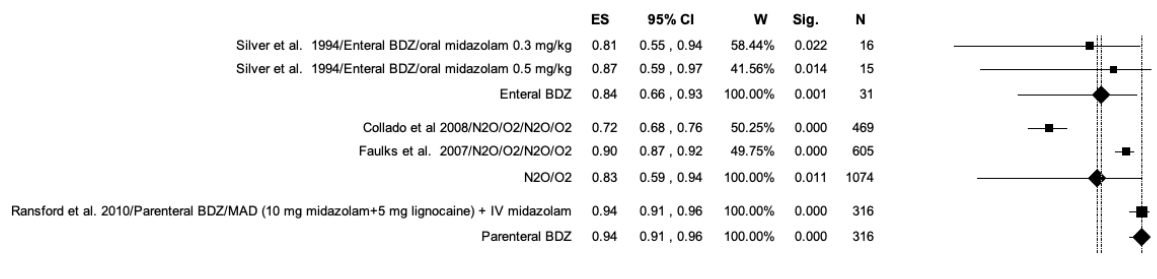 ES 95% CI W Sig. N
Silver et al. 1994/Enteral BDZ/oral midazolam 0.3 mg/kg 0.81 0.55 , 0.94 58.44% 0.022 16
Silver et al. 1994/Enteral BDZ/oral midazolam 0.5 mg/kg 0.87 0.59 , 0.97 41.56% 0.014 15
Enteral BDZ 0.84 0.66 , 0.93 100.00% 0.001 31
Collado et al 2008/N2O/O2/N2O/O2 0.72 0.68 , 0.76 50.25% 0.000 469
Faulks et al. 2007/N2O/O2/N2O/O2 0.90 0.87 , 0.92 49.75% 0.000 605
N2O/O2 0.83 0.59 , 0.94 100.00% 0.011 1074
Ransford et al. 2010/Parenteral BDZ/MAD (10 mg midazolam+5 mg lignocaine) + IV midazolam 0.94 0.91 , 0.96 100.00% 0.000 316
Parenteral BDZ 0.94 0.91 , 0.96 100.00% 0.000 316